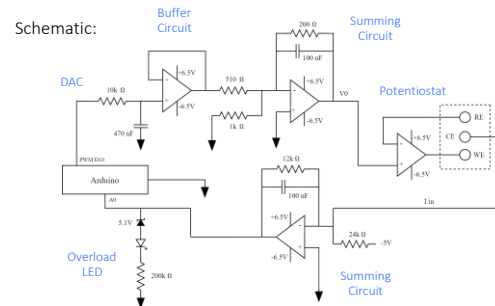 Schematic:
Buffer
Circuit
200 Ω
Summing
Circuit
100 nF
DAC
+6.5V
10k Ω
510 Ω
+6.5V
Potentiostat
-6.5V
V0
-6.5V
470 nF
1k Ω
RE
+6.5V
CE
PWM D10
12k Ω
WE
Arduino
-6.5V
100 nF
A0
I in
5.1V
+6.5V
24k Ω
-5V
-6.5V
Overload
LED
200k Ω
Summing
Circuit